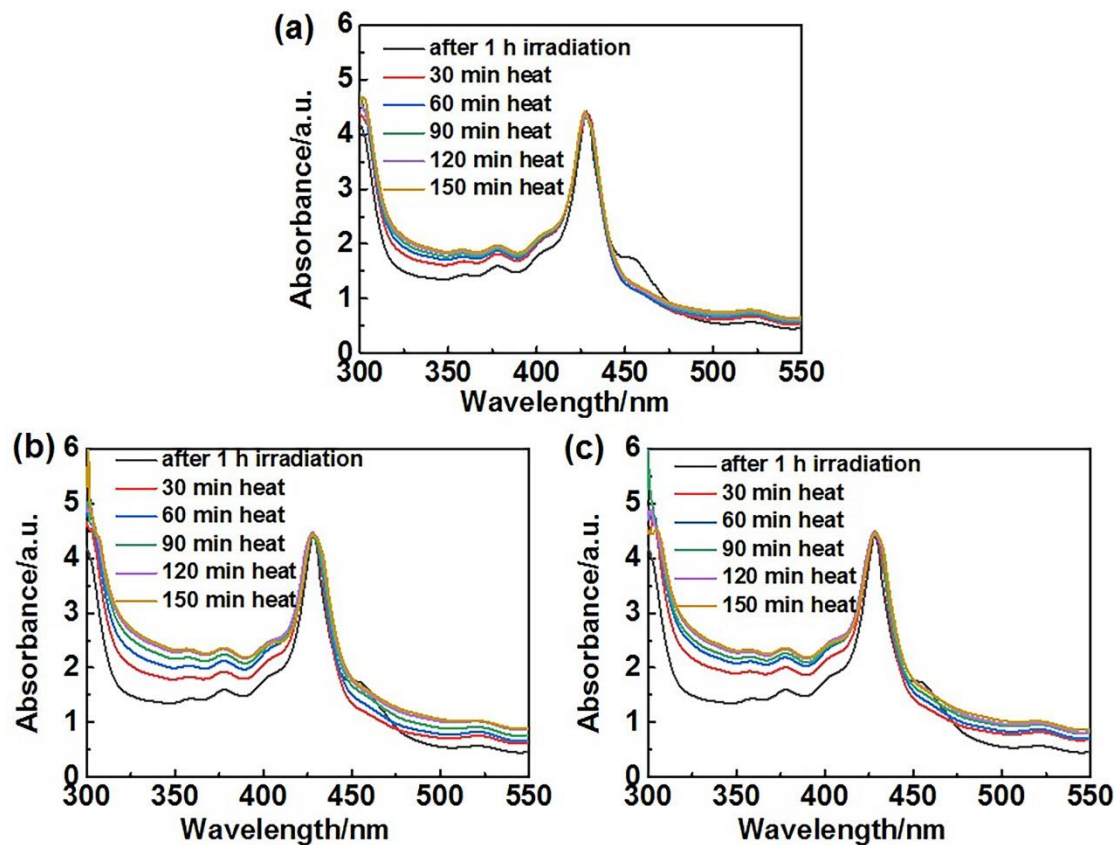 (a)
6
5
4
3
2
1
0
Absorbance/a.u.
after 1 h irradiation
30 min heat
60 min heat
90 min heat
120 min heat
150 min heat
300 350 400 450 500 550
Wavelength/nm
(b)
6
5
4
3
2
1
0
Absorbance/a.u.
after 1 h irradiation
30 min heat
60 min heat
90 min heat
120 min heat
150 min heat
300 350 400 450 500 550
Wavelength/nm
(c)
6
5
4
3
2
1
0
Absorbance/a.u.
after 1 h irradiation
30 min heat
60 min heat
90 min heat
120 min heat
150 min heat
300 350 400 450 500 550
Wavelength/nm